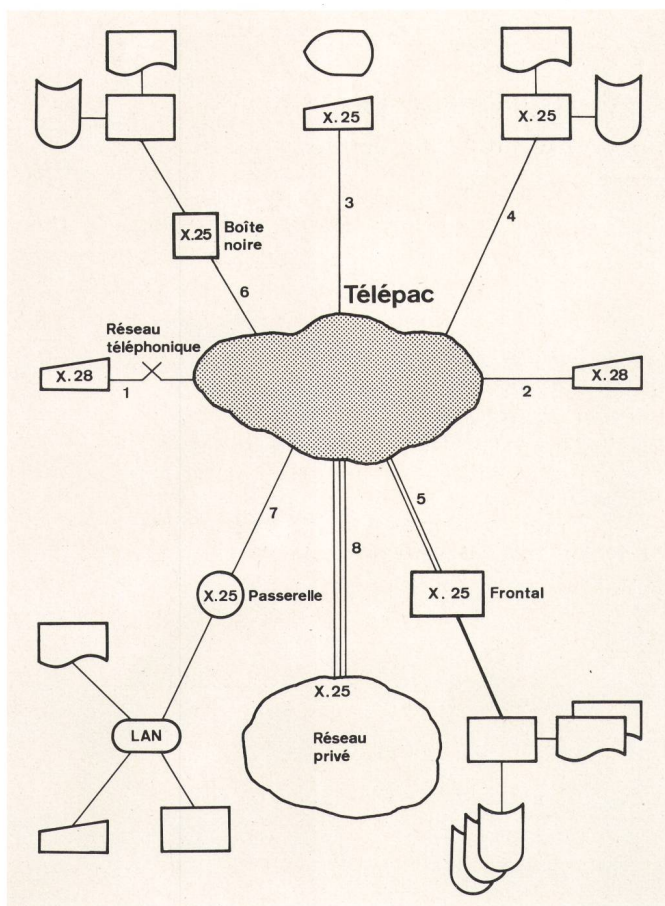 X.25
X.25
3
4
X.25
Boîte
noire
6
Télépac
Réseau
téléphonique
X.28
1
2
X.28
7
8
5
X.25
Passerelle
X.25
Frontal
LAN
X.25
Réseau
privé